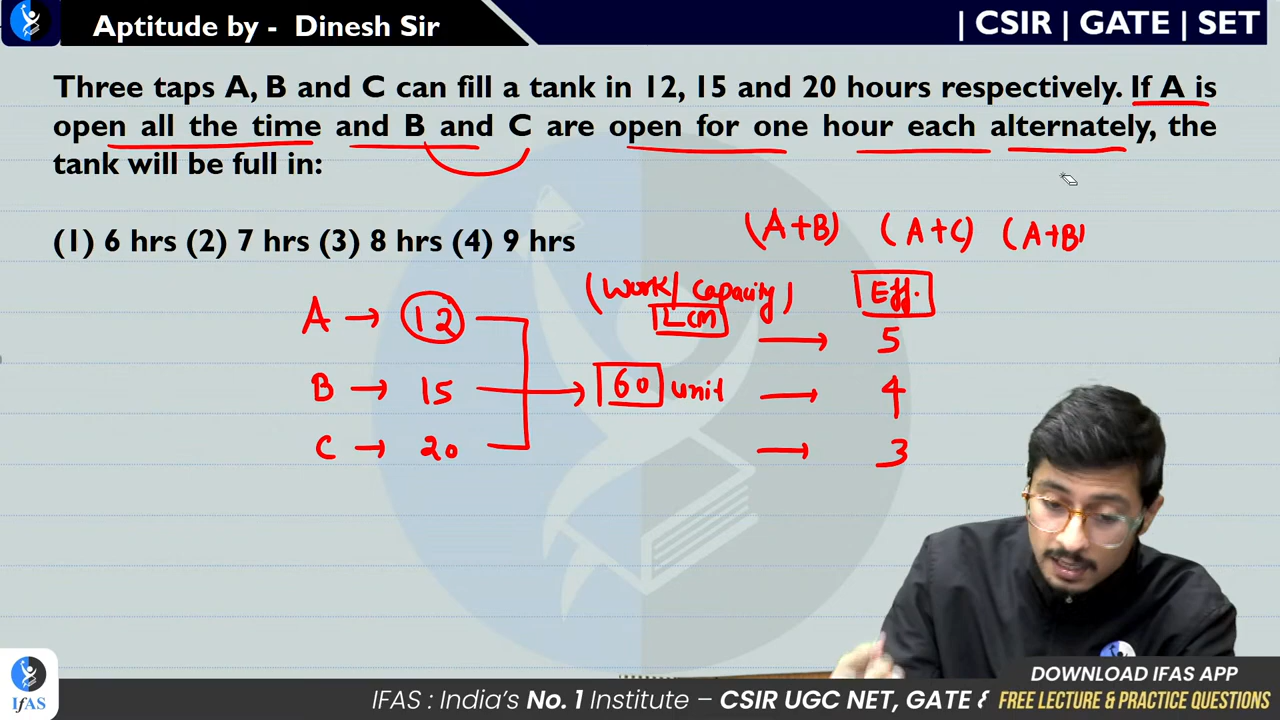 Aptitude by - Dinesh Sir
| CSIR | GATE | SET
Three taps A, B and C can fill a tank in 12, 15 and 20 hours respectively. If A is
open all the time and B and C are open for one hour each alternately, the
tank will be full in:
(1) 6 hrs (2) 7 hrs (3) 8 hrs (4) 9 hrs
(A+B) (A+C) (A+B)
(Work/ Capacity) Eff.
LCM
A → 12 → 5
B → 15 → 60 unit → 4
C → 20 → 3
DOWNLOAD IFAS APP
IFAS : India's No. 1 Institute – CSIR UGC NET, GATE &
FREE LECTURE & PRACTICE QUESTIONS
IFAS